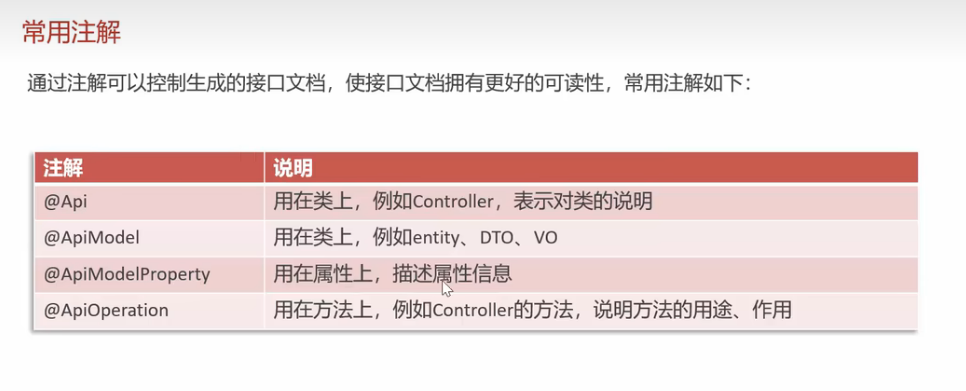 常用注解
通过注解可以控制生成的接口文档，使接口文档拥有更好的可读性，常用注解如下：
注解 说明
@Api 用在类上，例如Controller，表示对类的说明
@ApiModel 用在类上，例如entity、DTO、VO
@ApiModelProperty 用在属性上，描述属性信息
@ApiOperation 用在方法上，例如Controller的方法，说明方法的用途、作用